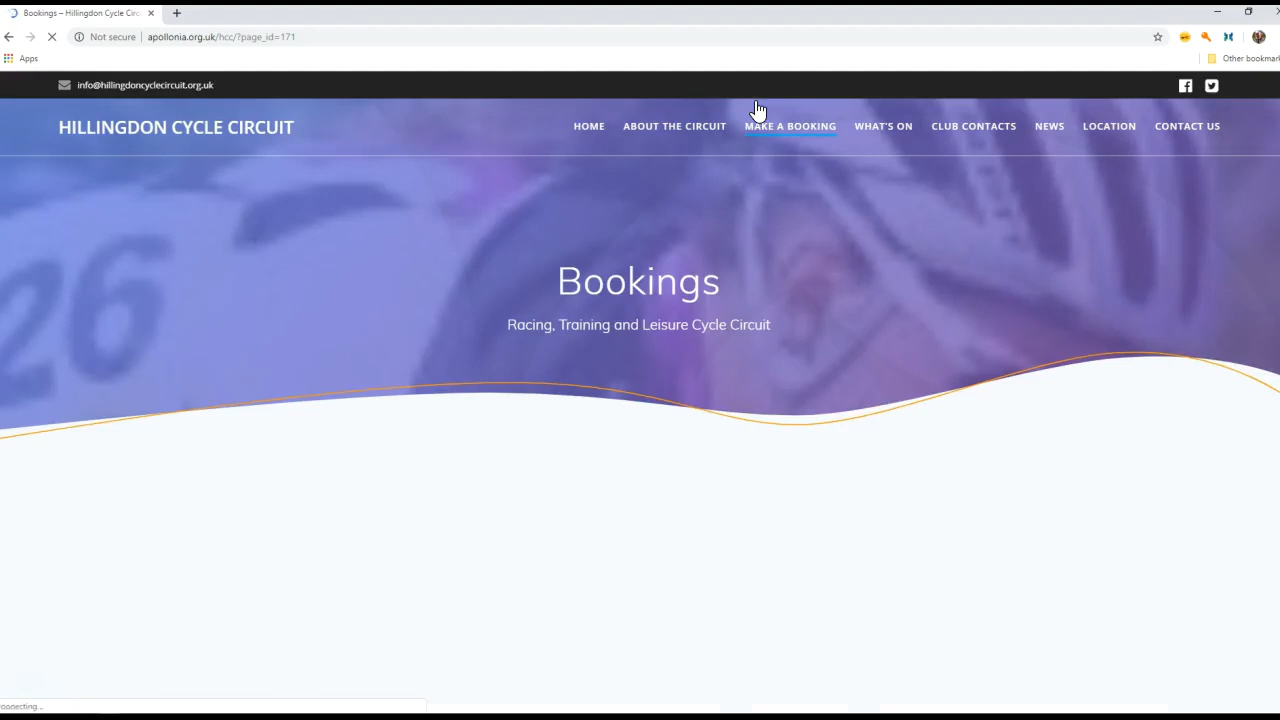 Bookings – Hillingdon Cycle Circ
Not secure | apollonia.org.uk/hcc/?page_id=171
Apps
Other bookmar
info@hillingdoncyclecircuit.org.uk
HILLINGDON CYCLE CIRCUIT
HOME ABOUT THE CIRCUIT MAKE A BOOKING WHAT'S ON CLUB CONTACTS NEWS LOCATION CONTACT US
26
Bookings
Racing, Training and Leisure Cycle Circuit
connecting...